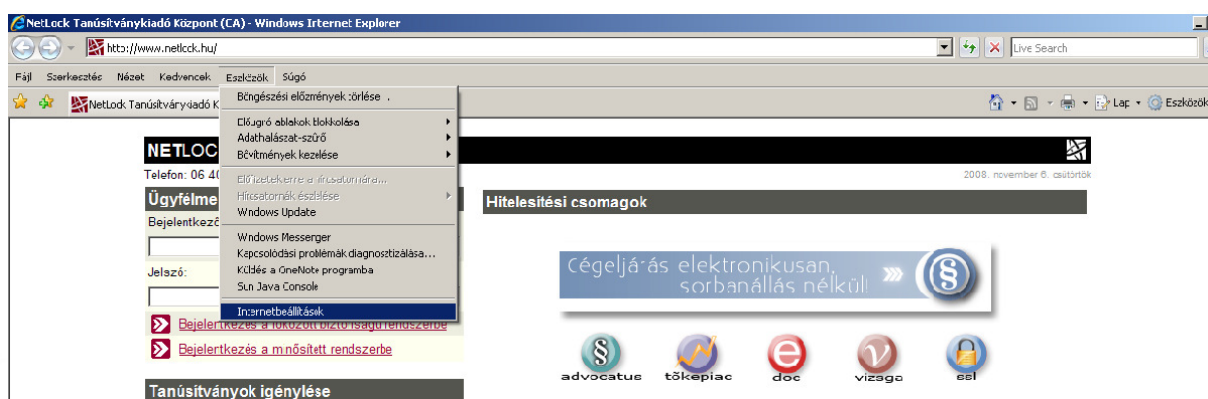 NetLock Tanúsítványkiadó Központ (CA) - Windows Internet Explorer
http://www.netlock.hu/
Live Search
Fájl Szerkesztés Nézet Kedvencek Eszközök Súgó
NetLock Tanúsítványkiadó K
Lap Eszközök
Böngészési előzmények törlése
Előugró ablakok blokkolása
Adathalászat-szűrő
Bővítmények kezelése
Előfizetek erre a hírcsatornára...
Hírcsatornák észlelése
Windows Update
Windows Messenger
Kapcsolódási problémák diagnosztizálása...
Küldés a OneNote programba
Sun Java Console
Internetbeállítások
NETLOC
Telefon: 06 40
2008. november 6. csütörtök
Ügyfélme
Bejelentkező
Jelszó:
Bejelentkezés a fokozott biztonságú rendszerbe
Bejelentkezés a minősített rendszerbe
Tanúsítványok igénylése
Hitelesítési csomagok
Cégeljárás elektronikusan,
sorbanállás nélkül!
§
§ e v
advocatus tőkepiac doc vizsga ssl